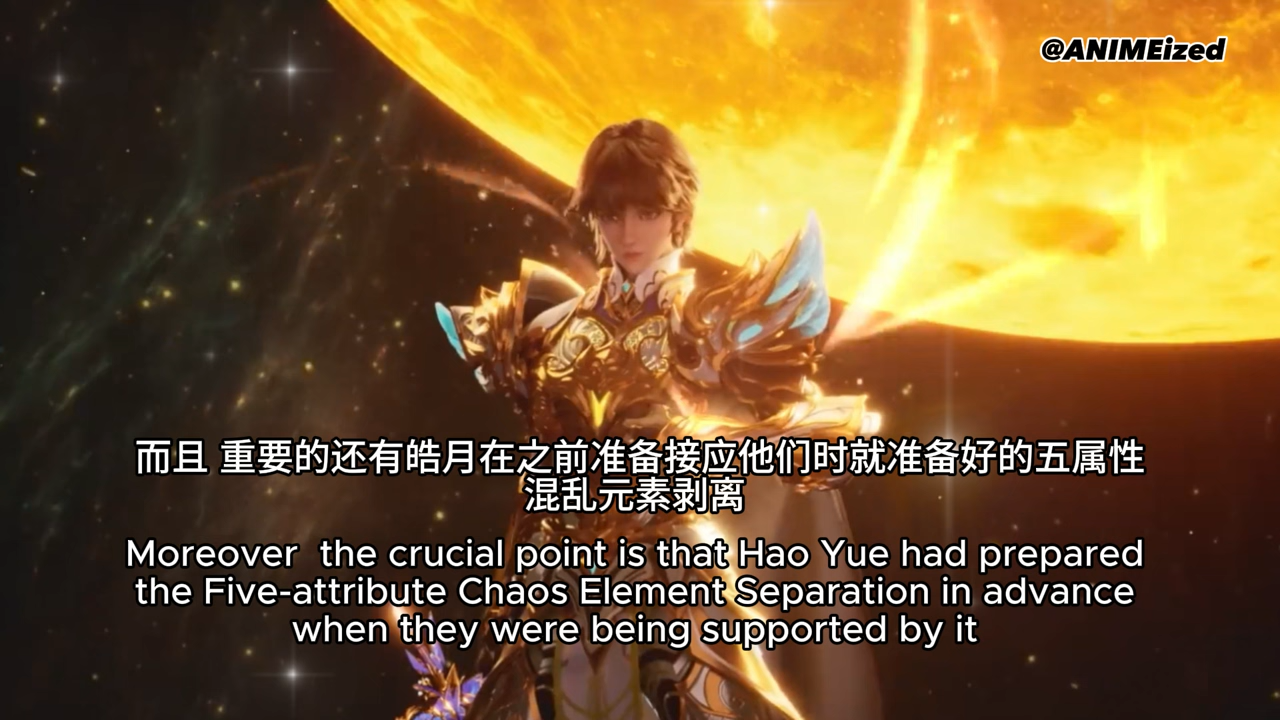 @ANIMEized
而且 重要的还有皓月在之前准备接应他们时就准备好的五属性
混乱元素剥离
Moreover  the crucial point is that Hao Yue had prepared
the Five-attribute Chaos Element Separation in advance
when they were being supported by it